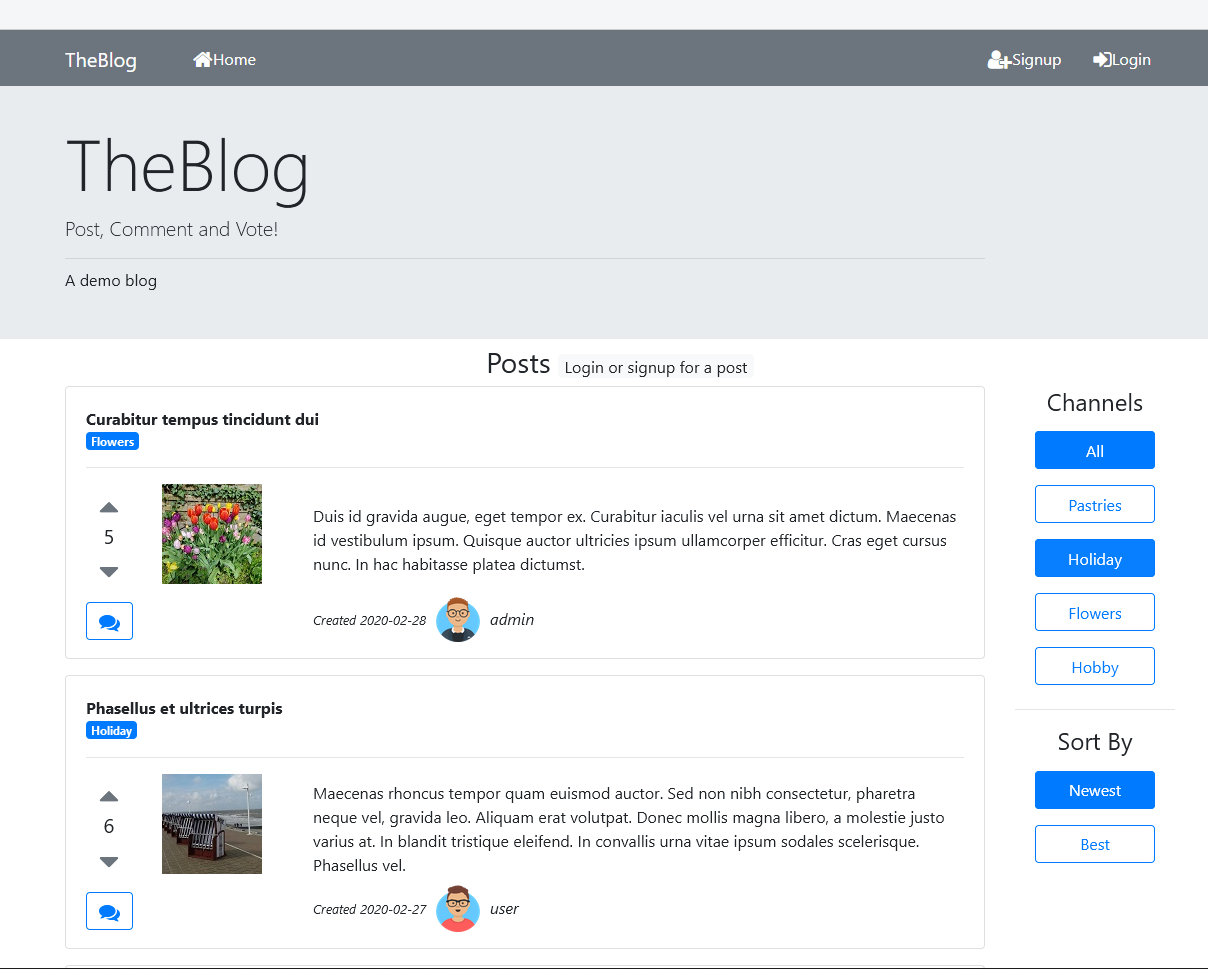 TheBlog Home Signup Login
TheBlog
Post, Comment and Vote!
A demo blog
Posts Login or signup for a post
Curabitur tempus tincidunt dui
Flowers
5
Duis id gravida augue, eget tempor ex. Curabitur iaculis vel urna sit amet dictum. Maecenas
id vestibulum ipsum. Quisque auctor ultricies ipsum ullamcorper efficitur. Cras eget cursus
nunc. In hac habitasse platea dictumst.
Created 2020-02-28 admin
Phasellus et ultrices turpis
Holiday
6
Maecenas rhoncus tempor quam euismod auctor. Sed non nibh consectetur, pharetra
neque vel, gravida leo. Aliquam erat volutpat. Donec mollis magna libero, a molestie justo
varius at. In blandit tristique eleifend. In convallis urna vitae ipsum sodales scelerisque.
Phasellus vel.
Created 2020-02-27 user
Channels
All
Pastries
Holiday
Flowers
Hobby
Sort By
Newest
Best